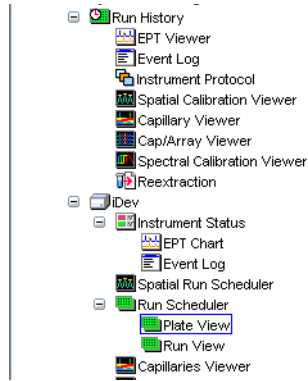 Run History
EPT Viewer
Event Log
Instrument Protocol
Spatial Calibration Viewer
Capillary Viewer
Cap/Array Viewer
Spectral Calibration Viewer
Reextraction
iDev
Instrument Status
EPT Chart
Event Log
Spatial Run Scheduler
Run Scheduler
Plate View
Run View
Capillaries Viewer